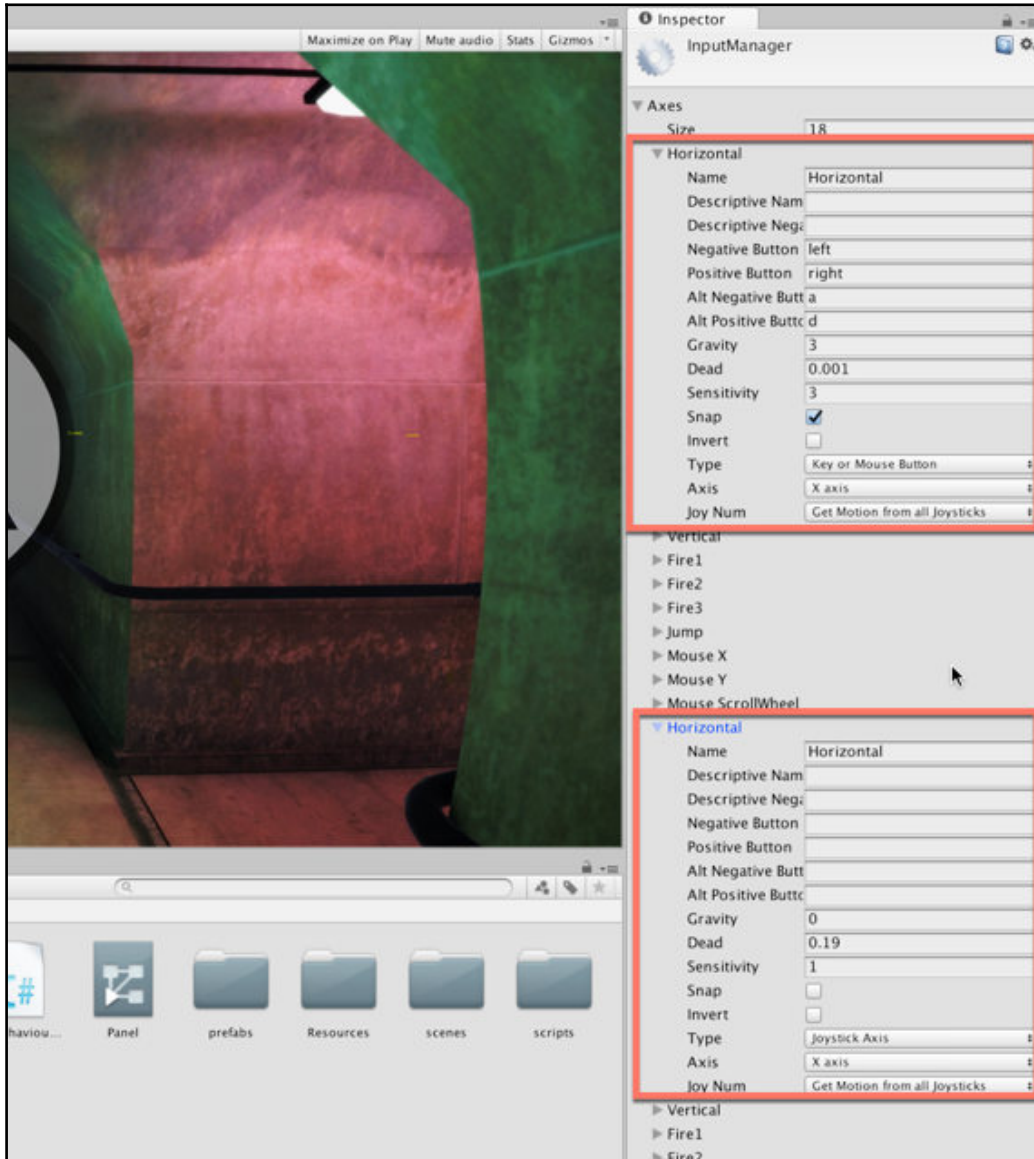 Maximize on Play Mute audio Stats Gizmos
Inspector
InputManager
Axes
Size 18
Horizontal
Name Horizontal
Descriptive Nam
Descriptive Nega
Negative Button left
Positive Button right
Alt Negative Butt a
Alt Positive Butto d
Gravity 3
Dead 0.001
Sensitivity 3
Snap
Invert
Type Key or Mouse Button
Axis X axis
Joy Num Get Motion from all Joysticks
Vertical
Fire1
Fire2
Fire3
Jump
Mouse X
Mouse Y
Mouse ScrollWheel
Horizontal
Name Horizontal
Descriptive Nam
Descriptive Nega
Negative Button
Positive Button
Alt Negative Butt
Alt Positive Butto
Gravity 0
Dead 0.19
Sensitivity 1
Snap
Invert
Type Joystick Axis
Axis X axis
Joy Num Get Motion from all Joysticks
Vertical
Fire1
Fire2
C#
haviou... Panel prefabs Resources scenes scripts